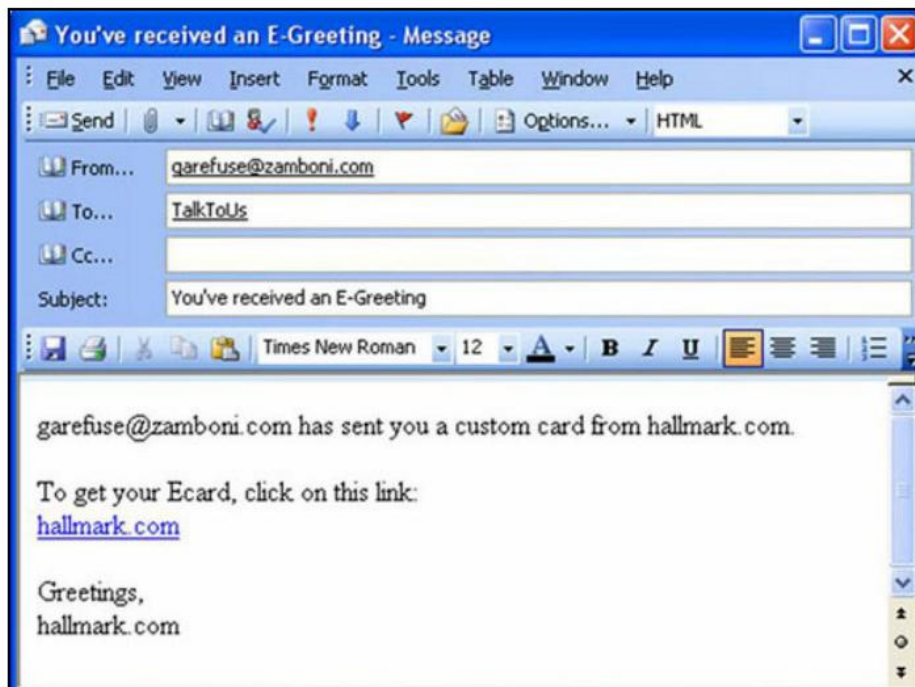 You've received an E-Greeting - Message
File Edit View Insert Format Tools Table Window Help
Send Options... HTML
From... garefuse@zamboni.com
To... TalkToUs
Cc...
Subject: You've received an E-Greeting
Times New Roman 12 A B I U
garefuse@zamboni.com has sent you a custom card from hallmark.com.
To get your Ecard, click on this link:
hallmark.com
Greetings,
hallmark.com